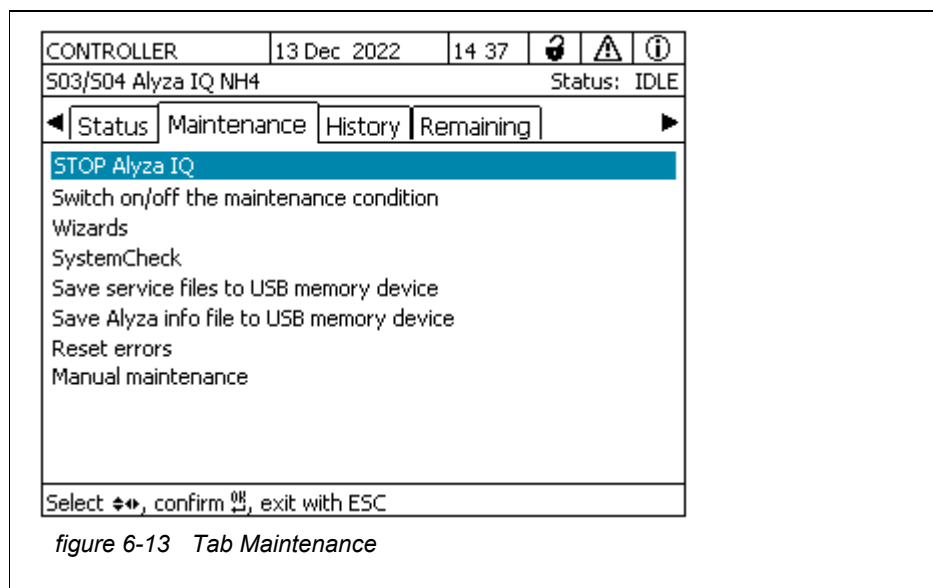 CONTROLLER 13 Dec 2022 14 37
S03/S04 Alyza IQ NH4 Status: IDLE
Status Maintenance History Remaining
STOP Alyza IQ
Switch on/off the maintenance condition
Wizards
SystemCheck
Save service files to USB memory device
Save Alyza info file to USB memory device
Reset errors
Manual maintenance
Select , confirm OK, exit with ESC
figure 6-13 Tab Maintenance